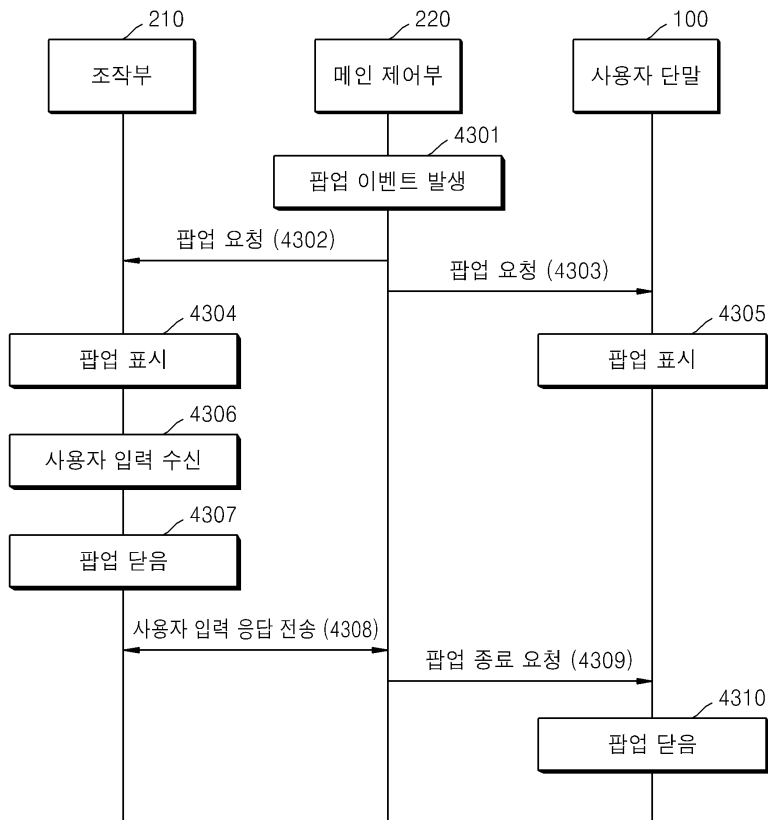 210
220
100
조작부
메인 제어부
사용자 단말
4301
팝업 이벤트 발생
팝업 요청 (4302)
팝업 요청 (4303)
4304
4305
팝업 표시
팝업 표시
4306
사용자 입력 수신
4307
팝업 닫음
사용자 입력 응답 전송 (4308)
팝업 종료 요청 (4309)
4310
팝업 닫음